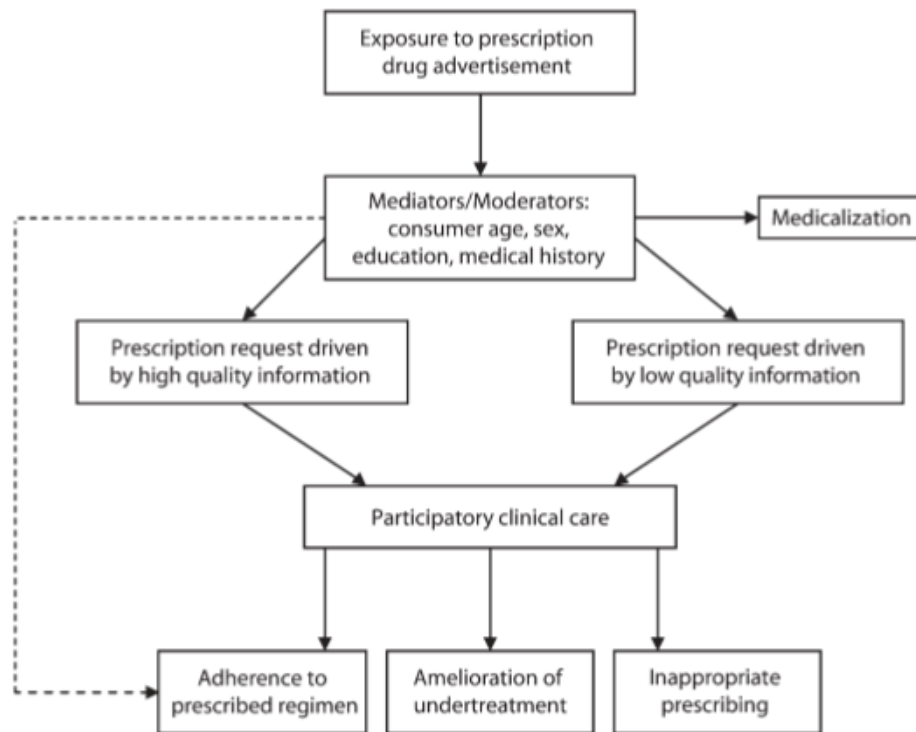 Exposure to prescription
drug advertisement
Mediators/Moderators:
consumer age, sex,
education, medical history
Medicalization
Prescription request driven
by high quality information
Prescription request driven
by low quality information
Participatory clinical care
Adherence to
prescribed regimen
Amelioration of
undertreatment
Inappropriate
prescribing